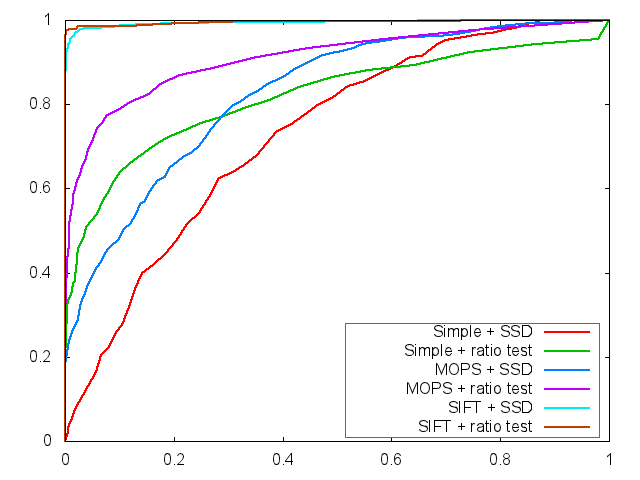 1
0.8
0.6
0.4
0.2
0
0
0.2
0.4
0.6
0.8
1
Simple + SSD
Simple + ratio test
MOPS + SSD
MOPS + ratio test
SIFT + SSD
SIFT + ratio test